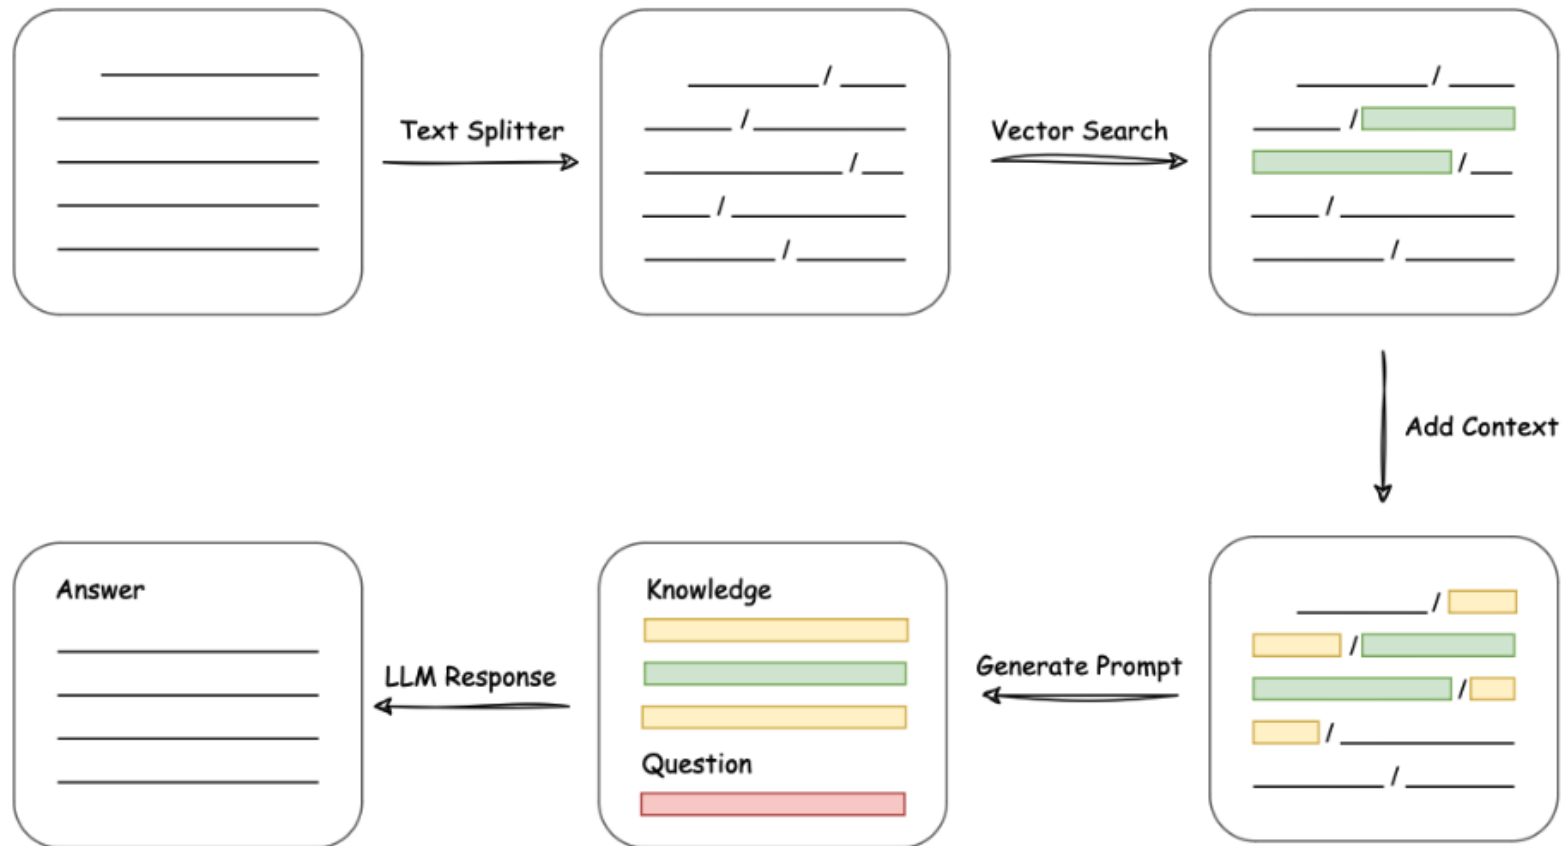 Text Splitter
Vector Search
Add Context
Generate Prompt
Knowledge
Question
LLM Response
Answer